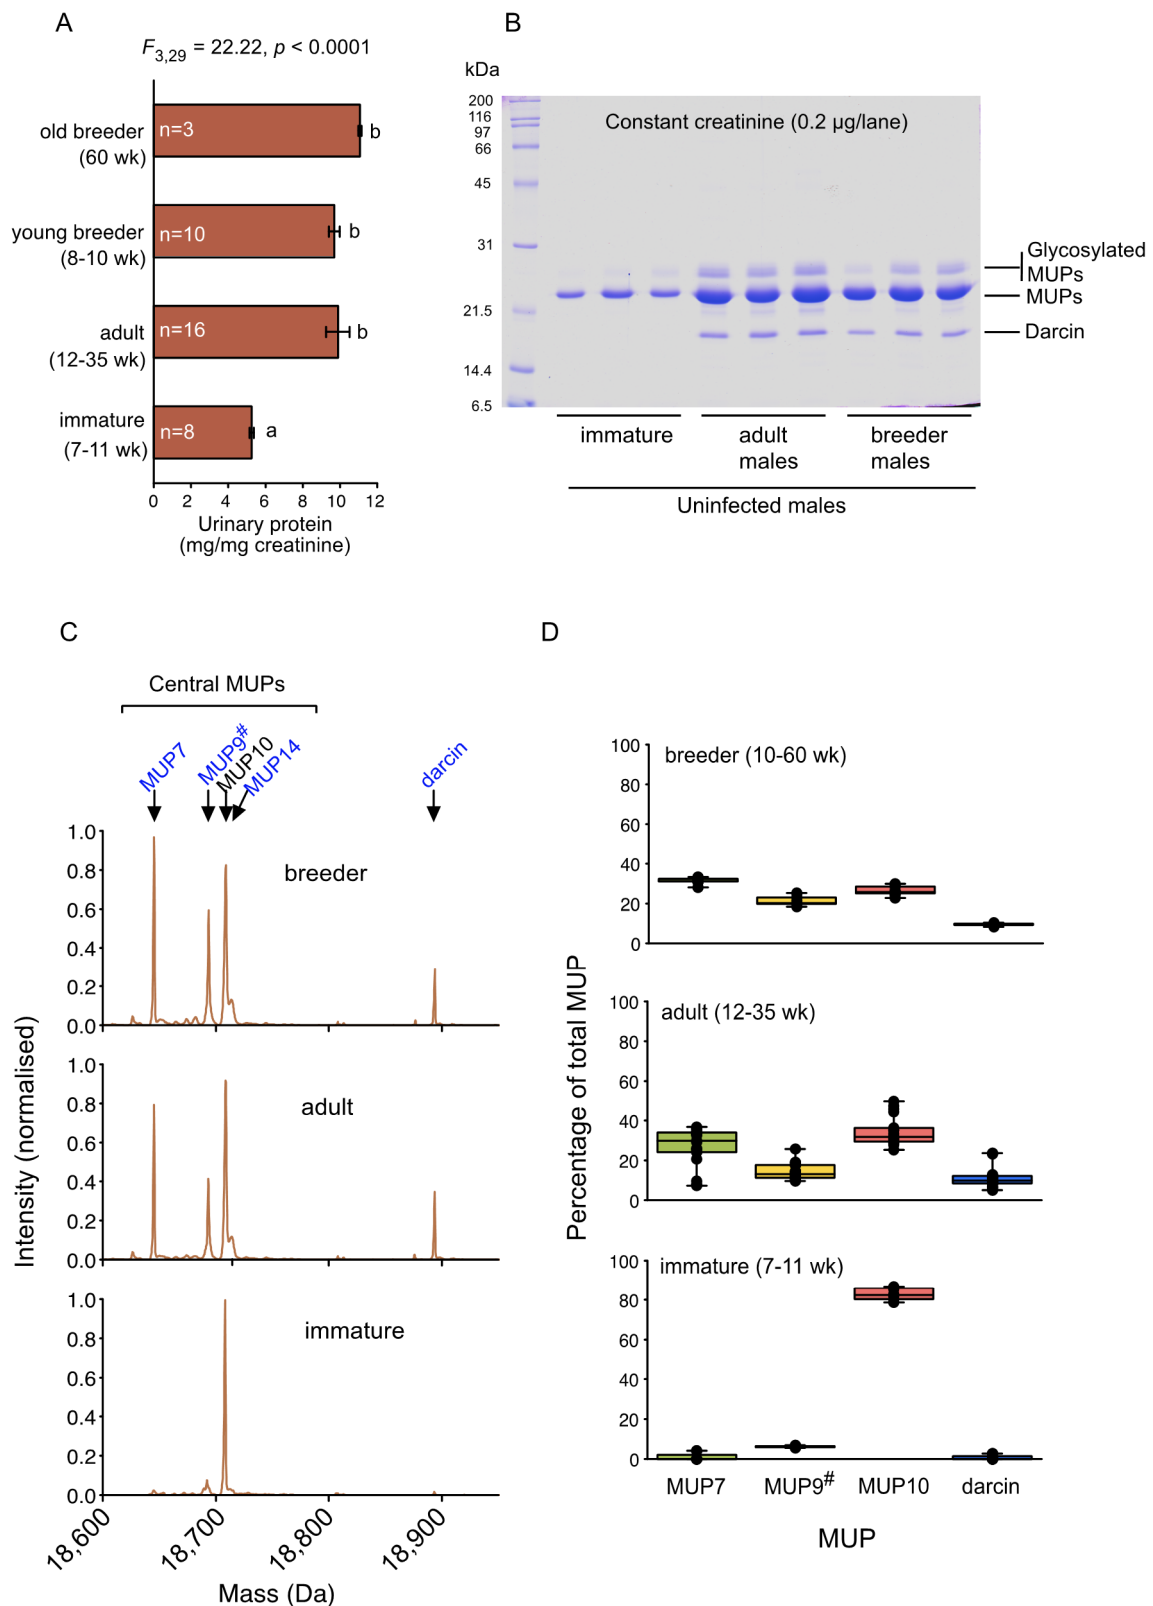 A
F3,29 = 22.22, p < 0.0001
old breeder
(60 wk)
n=3
b
young breeder
(8-10 wk)
n=10
b
adult
(12-35 wk)
n=16
b
immature
(7-11 wk)
n=8
a
0 2 4 6 8 10 12
Urinary protein
(mg/mg creatinine)
B
kDa
200
116
97
66
45
31
21.5
14.4
6.5
Constant creatinine (0.2 µg/lane)
Glycosylated
MUPs
MUPs
Darcin
immature
adult
males
breeder
males
Uninfected males
C
Central MUPs
MUP7
MUP9#
MUP10
MUP14
darcin
Intensity (normalised)
1.0
0.8
0.6
0.4
0.2
0.0
breeder
1.0
0.8
0.6
0.4
0.2
0.0
adult
1.0
0.8
0.6
0.4
0.2
0.0
immature
18,600 18,700 18,800 18,900
Mass (Da)
D
Percentage of total MUP
100
80
60
40
20
0
breeder (10-60 wk)
100
80
60
40
20
0
adult (12-35 wk)
100
80
60
40
20
0
immature (7-11 wk)
MUP7 MUP9# MUP10 darcin
MUP